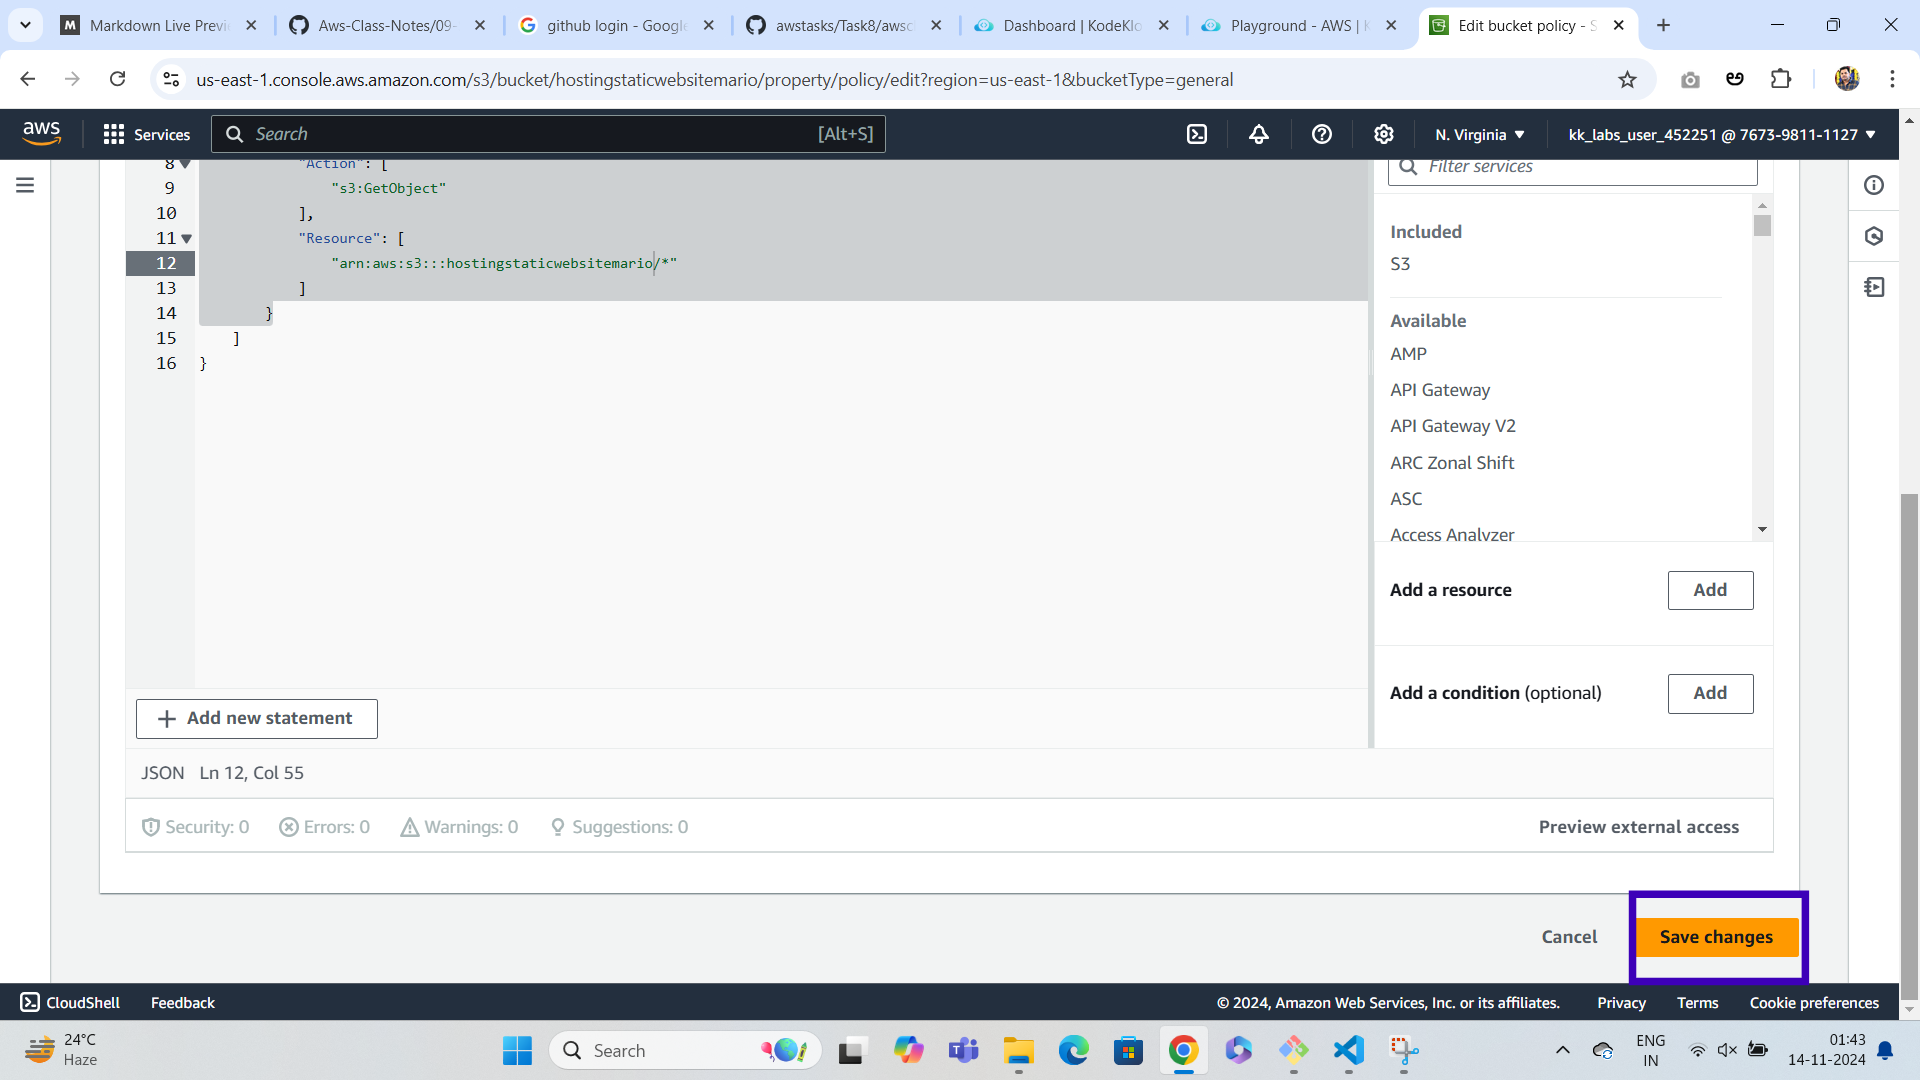 Markdown Live Previ
Aws-Class-Notes/09-
github login - Google
awstasks/Task8/awsc
Dashboard | KodeKlo
Playground - AWS | K
Edit bucket policy - S
us-east-1.console.aws.amazon.com/s3/bucket/hostingstaticwebsitemario/property/policy/edit?region=us-east-1&bucketType=general
aws
Services
Search
[Alt+S]
N. Virginia
kk_labs_user_452251 @ 7673-9811-1127
8 "Action": [
9 "s3:GetObject"
10 ],
11 "Resource": [
12 "arn:aws:s3:::hostingstaticwebsitemario/*"
13 ]
14 }
15 ]
16 }
Filter services
Included
S3
Available
AMP
API Gateway
API Gateway V2
ARC Zonal Shift
ASC
Access Analyzer
Add a resource
Add
Add a condition (optional)
Add
+ Add new statement
JSON Ln 12, Col 55
Security: 0
Errors: 0
Warnings: 0
Suggestions: 0
Preview external access
Cancel
Save changes
CloudShell
Feedback
© 2024, Amazon Web Services, Inc. or its affiliates.
Privacy
Terms
Cookie preferences
24°C
Haze
Search
ENG
IN
01:43
14-11-2024